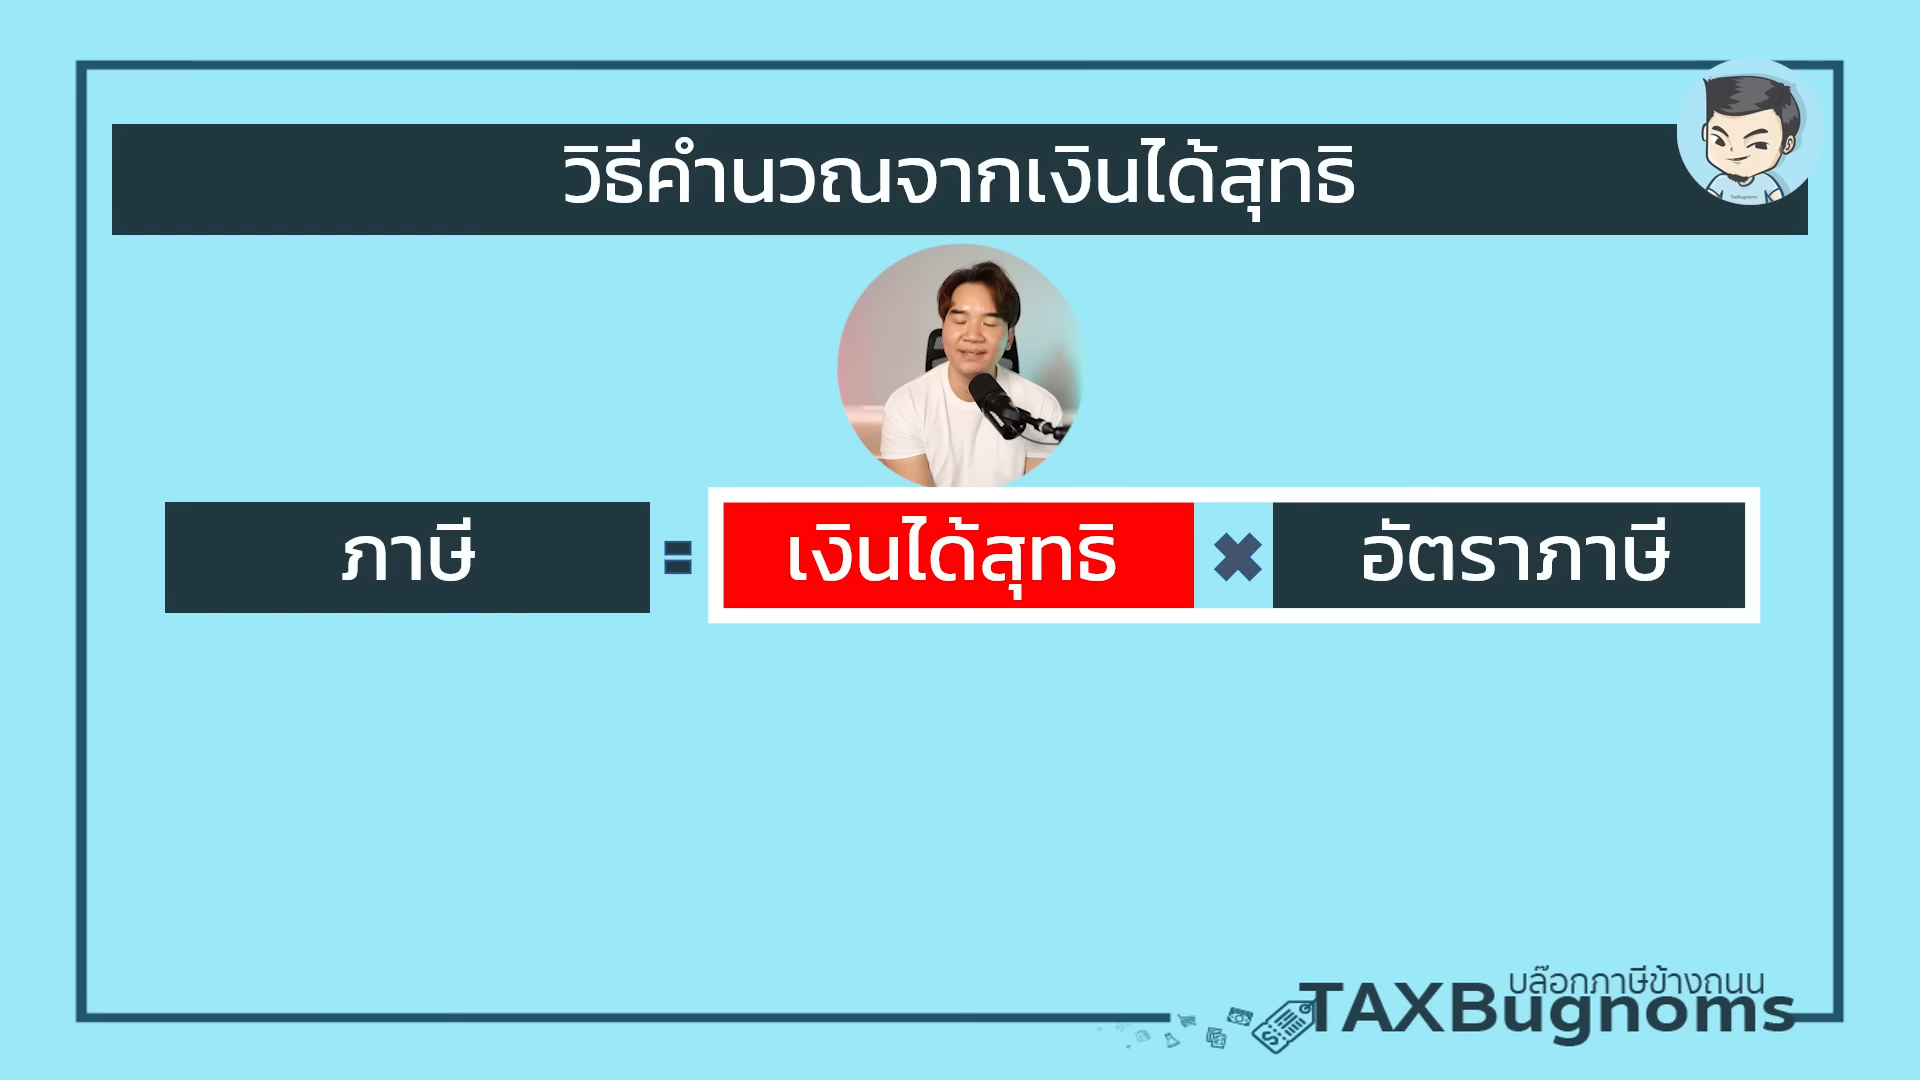 วิธีคำนวณจากเงินได้สุทธิ
ภาษี = เงินได้สุทธิ ✖ อัตราภาษี
บล๊อกภาษีข้างถนน
TAXBugnoms